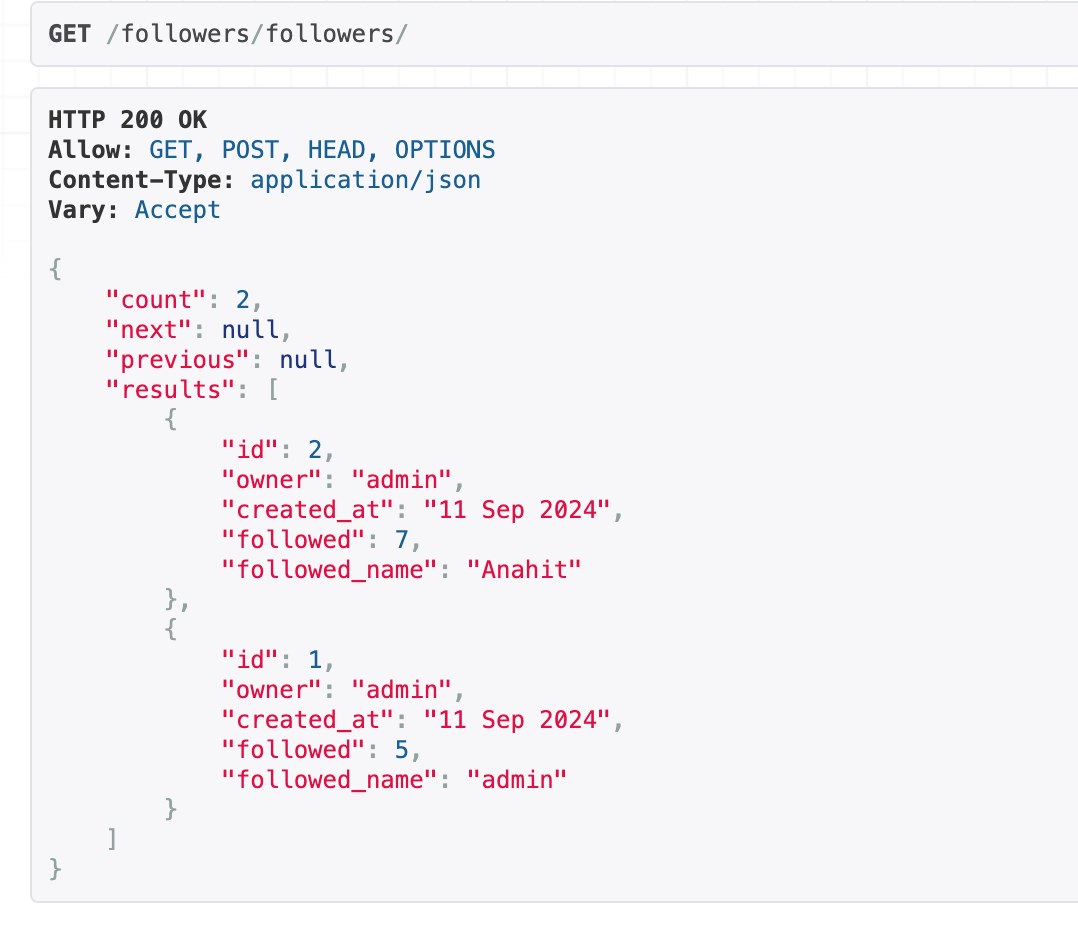 GET /followers/followers/
HTTP 200 OK
Allow: GET, POST, HEAD, OPTIONS
Content-Type: application/json
Vary: Accept
{
    "count": 2,
    "next": null,
    "previous": null,
    "results": [
        {
            "id": 2,
            "owner": "admin",
            "created_at": "11 Sep 2024",
            "followed": 7,
            "followed_name": "Anahit"
        },
        {
            "id": 1,
            "owner": "admin",
            "created_at": "11 Sep 2024",
            "followed": 5,
            "followed_name": "admin"
        }
    ]
}